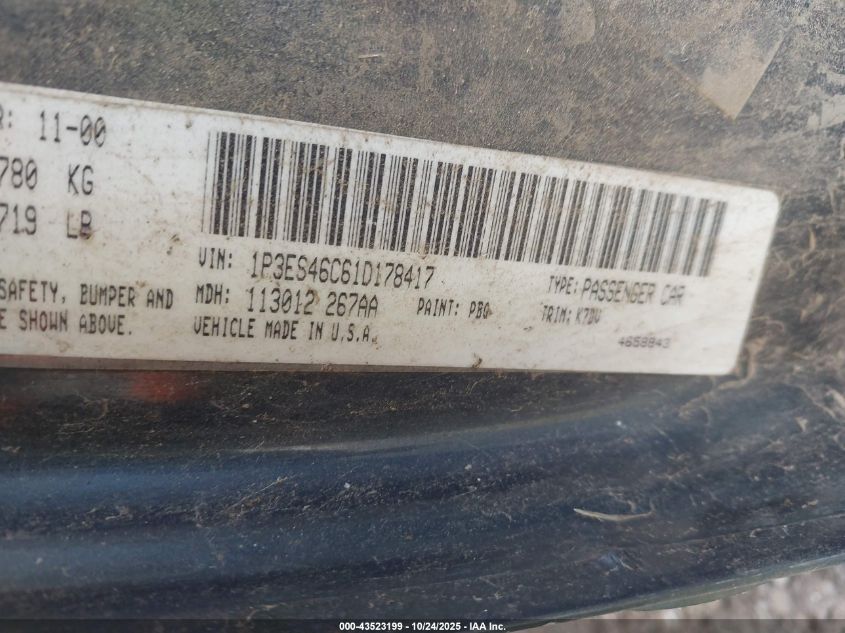 R: 11-00
780 KG
719 LB
VIN: 1P3ES46C61D178417
TYPE: PASSENGER CAR
SAFETY, BUMPER AND
MDH: 113012 267AA
PAINT: PBQ
TRIM: K7DV
E SHOWN ABOVE.
VEHICLE MADE IN U.S.A.
4658843
000-43523199 - 10/24/2025 - IAA Inc.